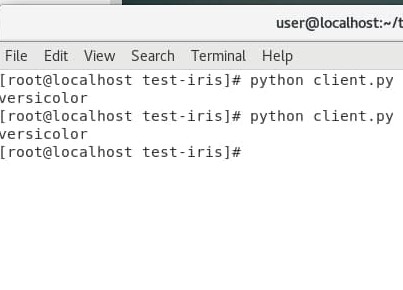 user@localhost:~/t
File Edit View Search Terminal Help
[root@localhost test-iris]# python client.py
versicolor
[root@localhost test-iris]# python client.py
versicolor
[root@localhost test-iris]#